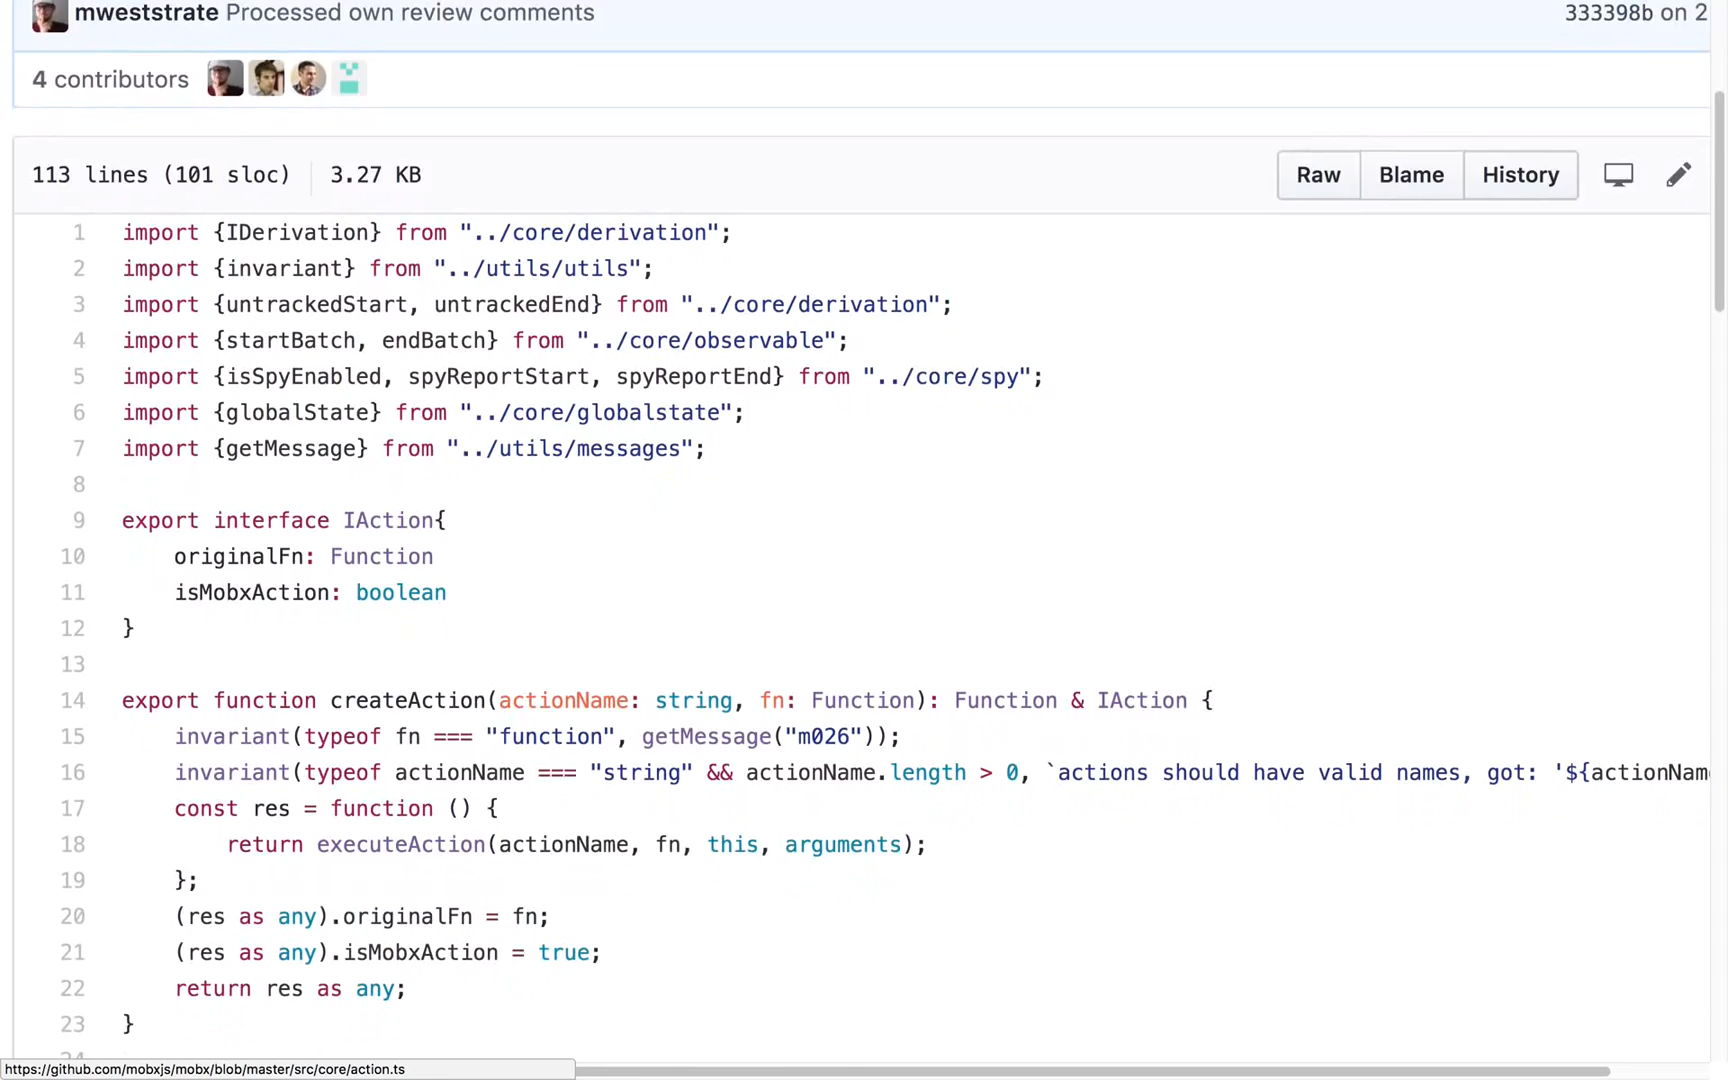 mweststrate Processed own review comments 333398b on 2
4 contributors
113 lines (101 sloc) 3.27 KB Raw Blame History
1 import {IDerivation} from "../core/derivation";
2 import {invariant} from "../utils/utils";
3 import {untrackedStart, untrackedEnd} from "../core/derivation";
4 import {startBatch, endBatch} from "../core/observable";
5 import {isSpyEnabled, spyReportStart, spyReportEnd} from "../core/spy";
6 import {globalState} from "../core/globalstate";
7 import {getMessage} from "../utils/messages";
8
9 export interface IAction{
10 originalFn: Function
11 isMobxAction: boolean
12 }
13
14 export function createAction(actionName: string, fn: Function): Function & IAction {
15 invariant(typeof fn === "function", getMessage("m026"));
16 invariant(typeof actionName === "string" && actionName.length > 0, `actions should have valid names, got: '${actionNam
17 const res = function () {
18 return executeAction(actionName, fn, this, arguments);
19 };
20 (res as any).originalFn = fn;
21 (res as any).isMobxAction = true;
22 return res as any;
23 }
https://github.com/mobxjs/mobx/blob/master/src/core/action.ts